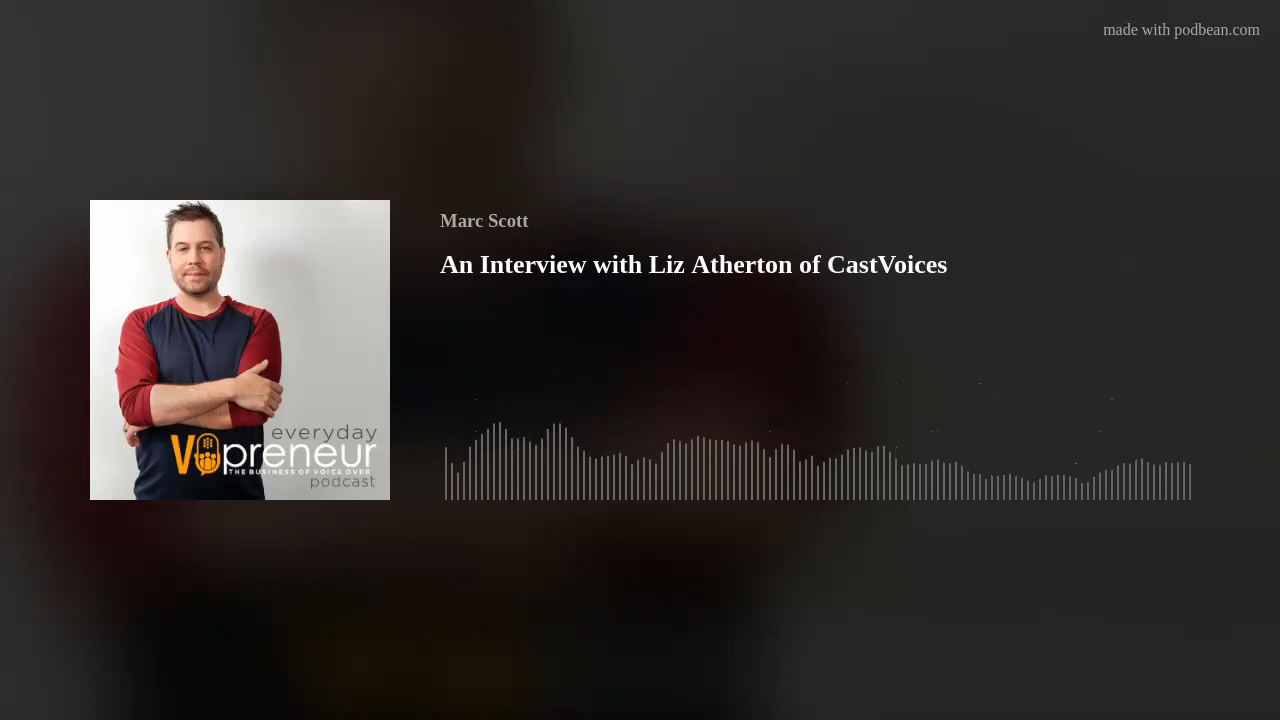 made with podbean.com
Marc Scott
An Interview with Liz Atherton of CastVoices
everyday
VOpreneur
THE BUSINESS OF VOICE OVER
podcast